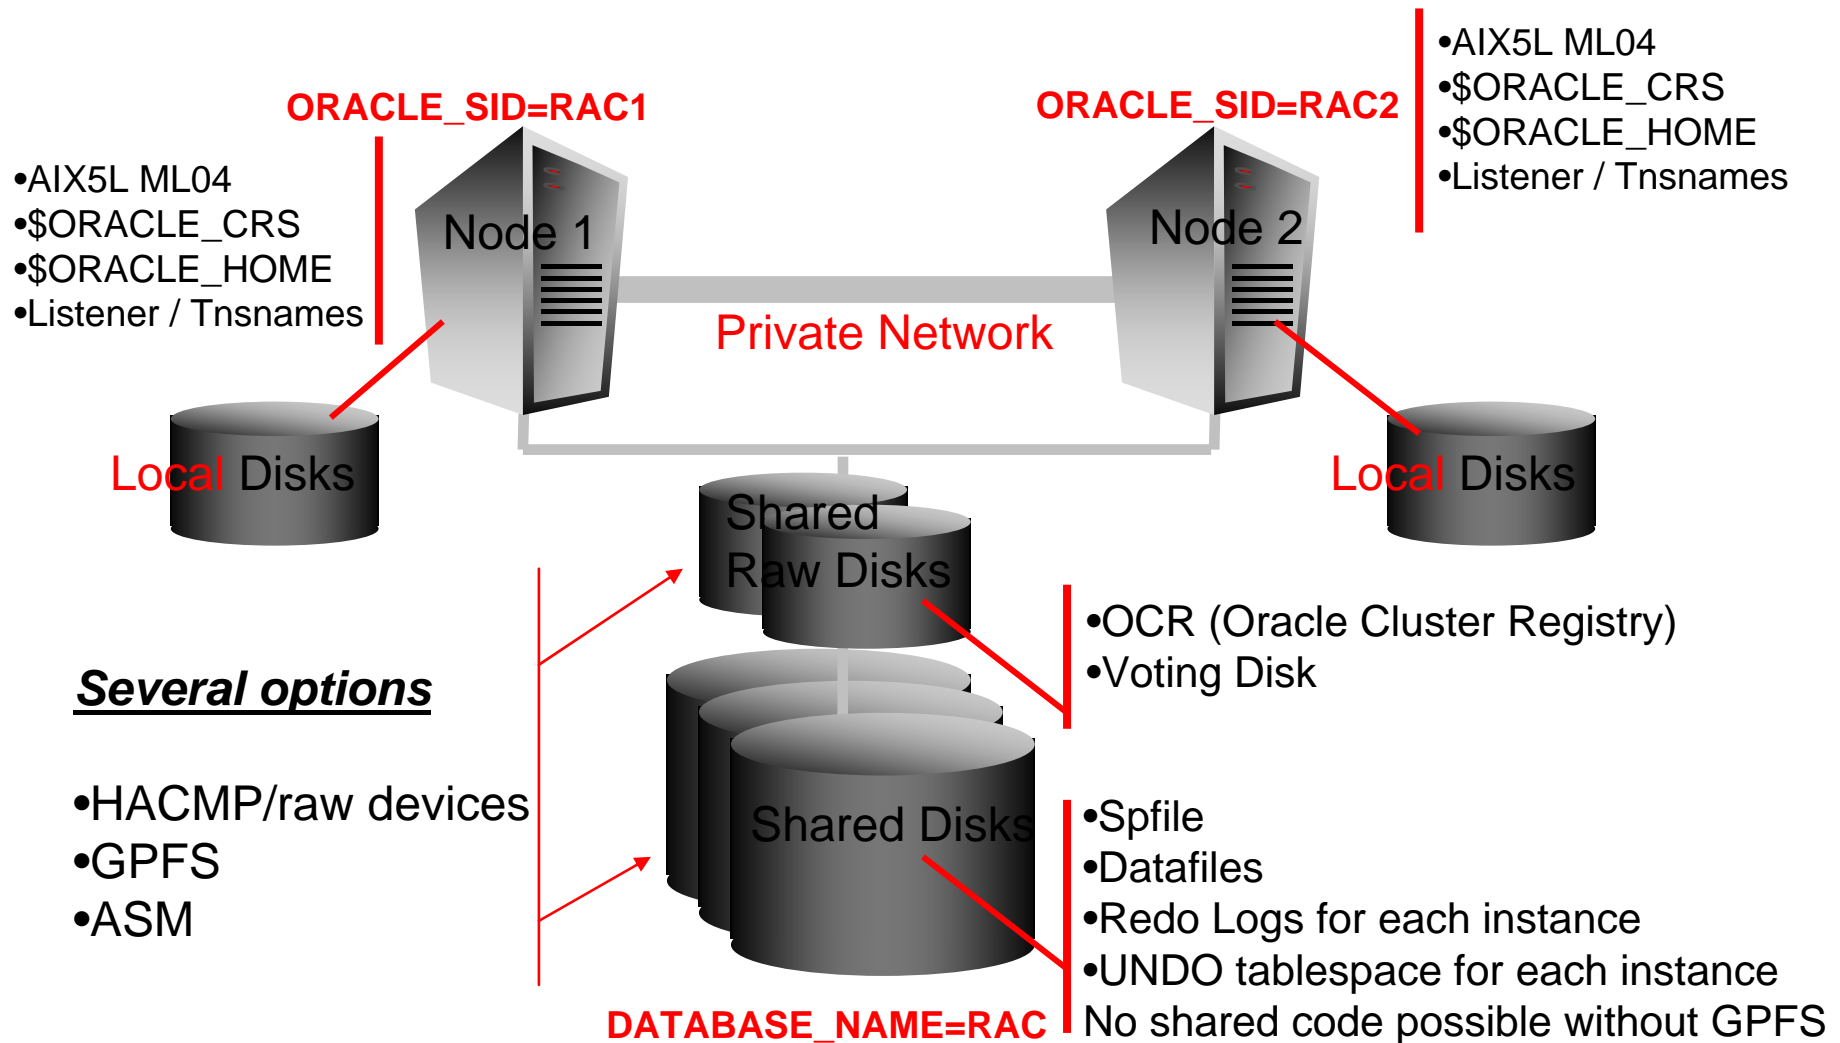 ORACLE_SID=RAC1
•AIX5L ML04
•$ORACLE_CRS
•$ORACLE_HOME
•Listener / Tnsnames
Node 1
ORACLE_SID=RAC2
•AIX5L ML04
•$ORACLE_CRS
•$ORACLE_HOME
•Listener / Tnsnames
Node 2
Private Network
Local Disks
Local Disks
Shared
Raw Disks
•OCR (Oracle Cluster Registry)
•Voting Disk
Several options
•HACMP/raw devices
•GPFS
•ASM
Shared Disks
•Spfile
•Datafiles
•Redo Logs for each instance
•UNDO tablespace for each instance
No shared code possible without GPFS
DATABASE_NAME=RAC